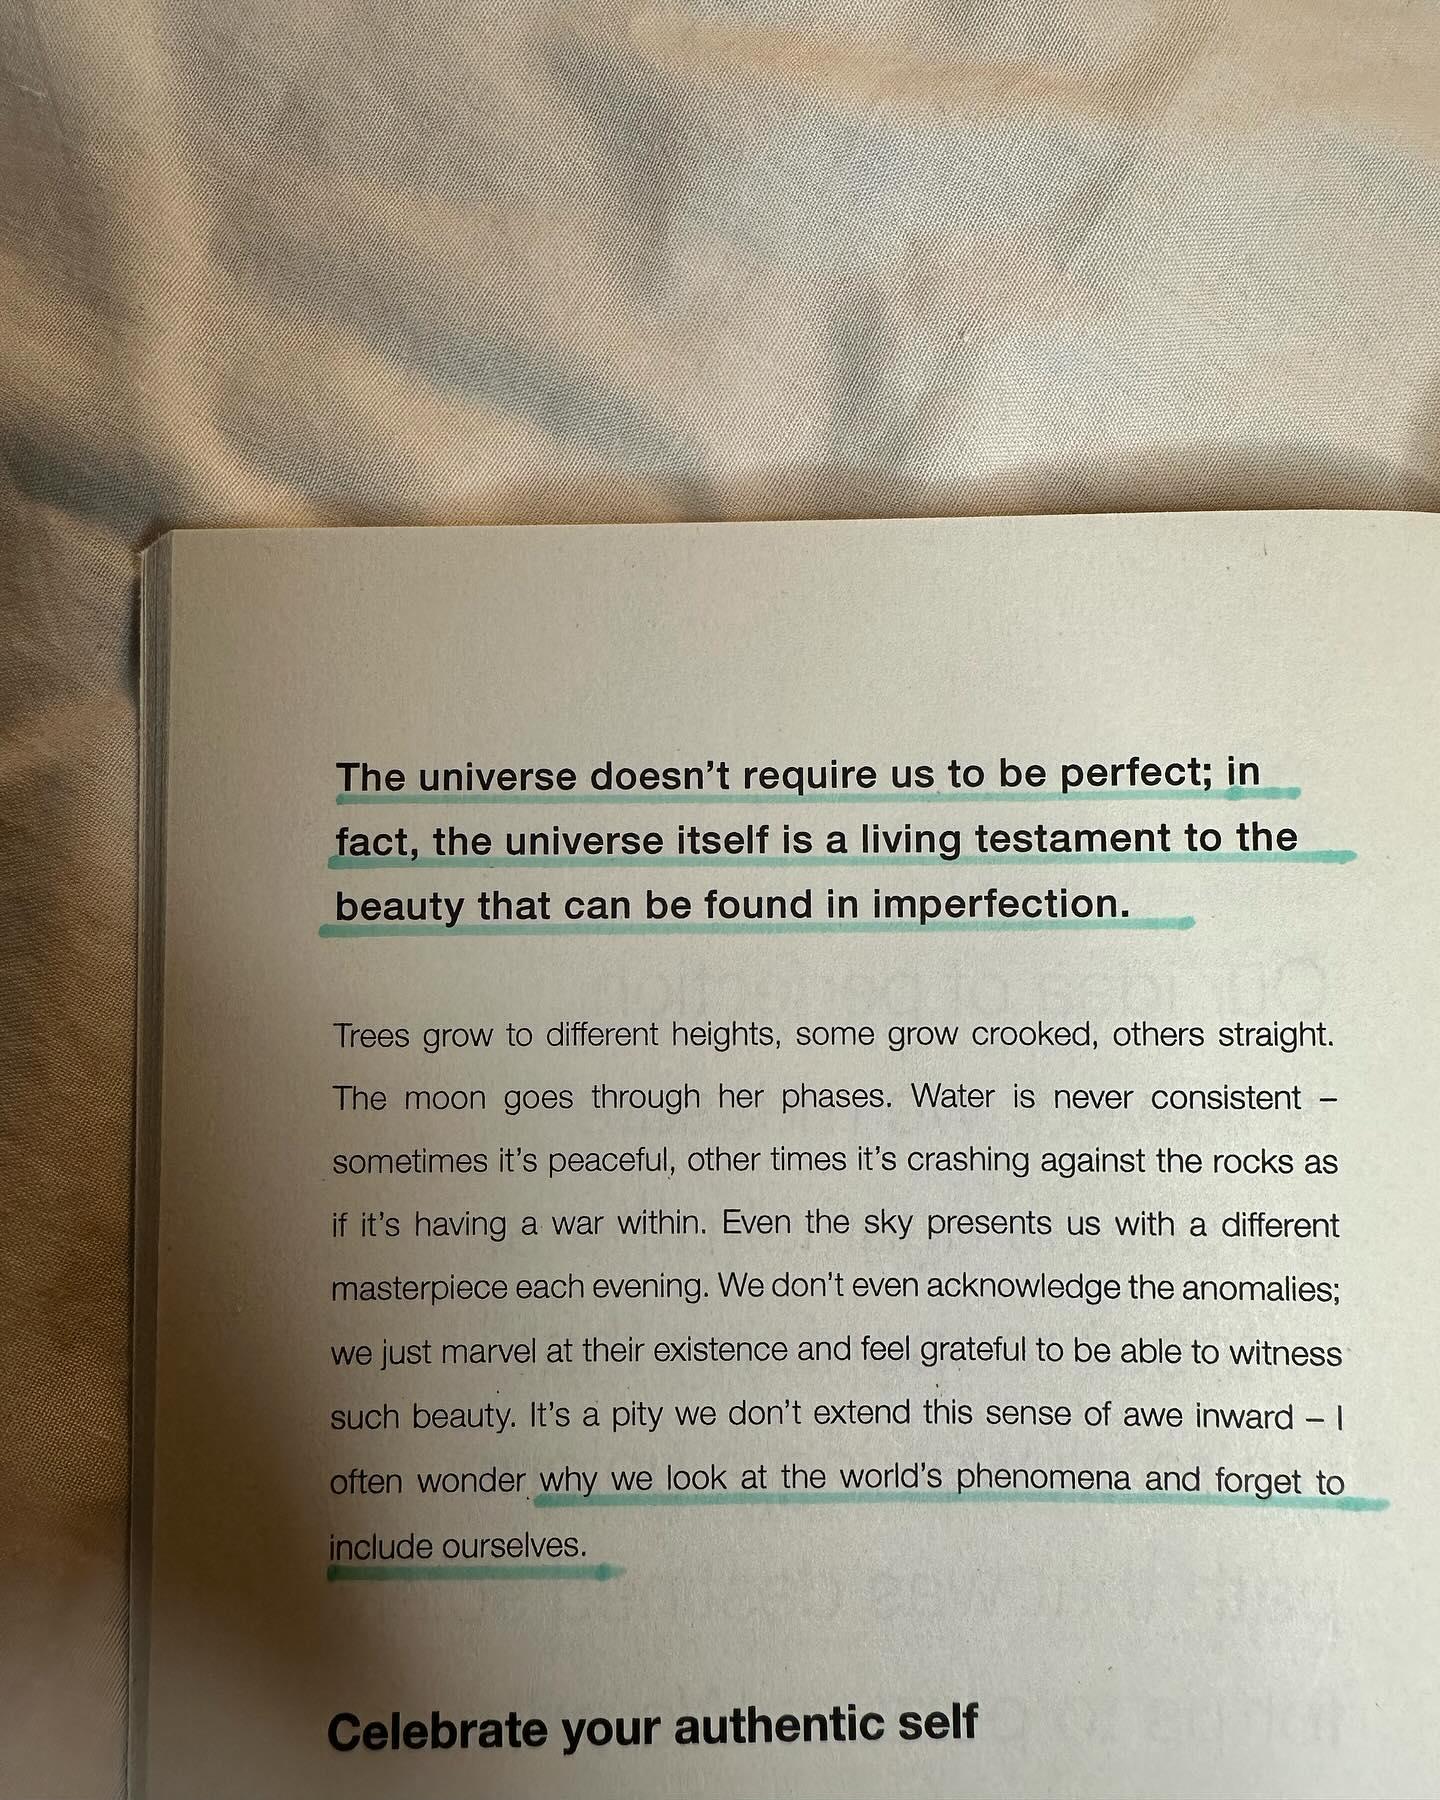 The universe doesn't require us to be perfect; in
fact, the universe itself is a living testament to the
beauty that can be found in imperfection.
Trees grow to different heights, some grow crooked, others straight.
The moon goes through her phases. Water is never consistent –
sometimes it's peaceful, other times it's crashing against the rocks as
if it's having a war within. Even the sky presents us with a different
masterpiece each evening. We don't even acknowledge the anomalies;
we just marvel at their existence and feel grateful to be able to witness
such beauty. It's a pity we don't extend this sense of awe inward – I
often wonder why we look at the world's phenomena and forget to
include ourselves.
Celebrate your authentic self